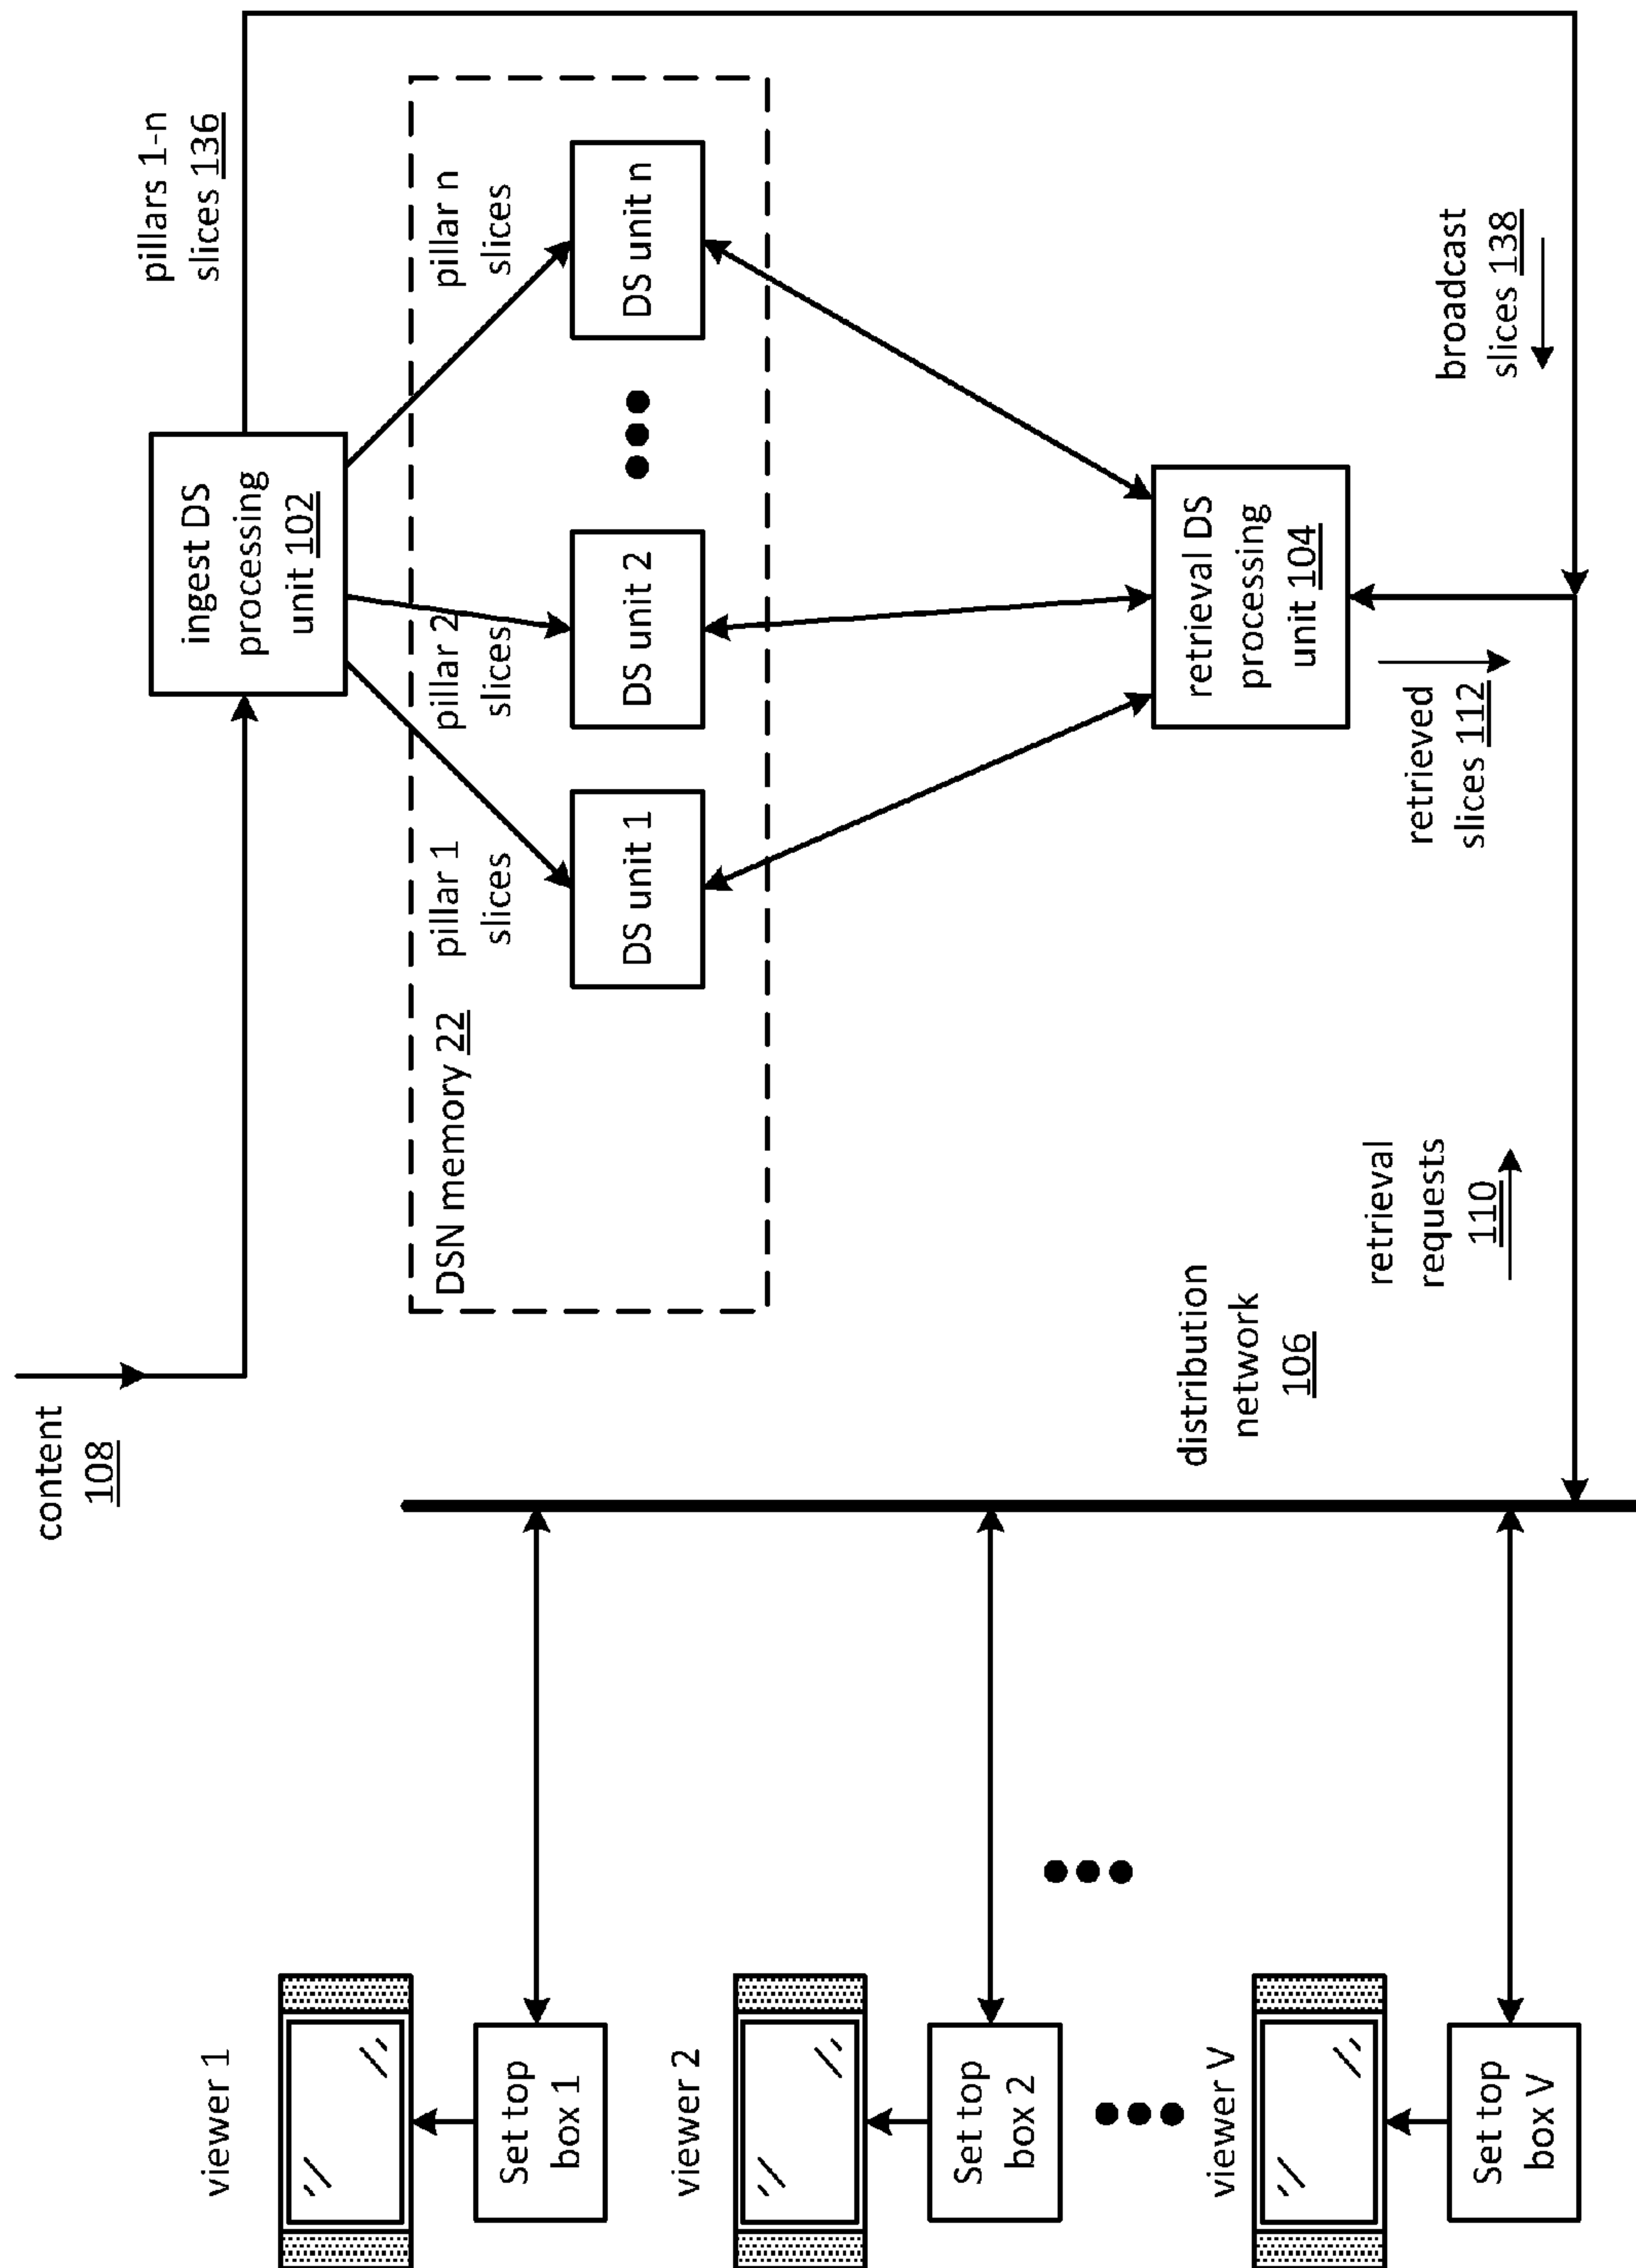 content
108
ingest DS
processing
unit 102
pillars 1-n
slices 136
DSN memory 22
pillar 1
slices
pillar 2
slices
pillar n
slices
DS unit 1
DS unit 2
DS unit n
retrieval DS
processing
unit 104
retrieved
slices 112
broadcast
slices 138
distribution
network
106
retrieval
requests
110
viewer 1
Set top
box 1
viewer 2
Set top
box 2
viewer V
Set top
box V